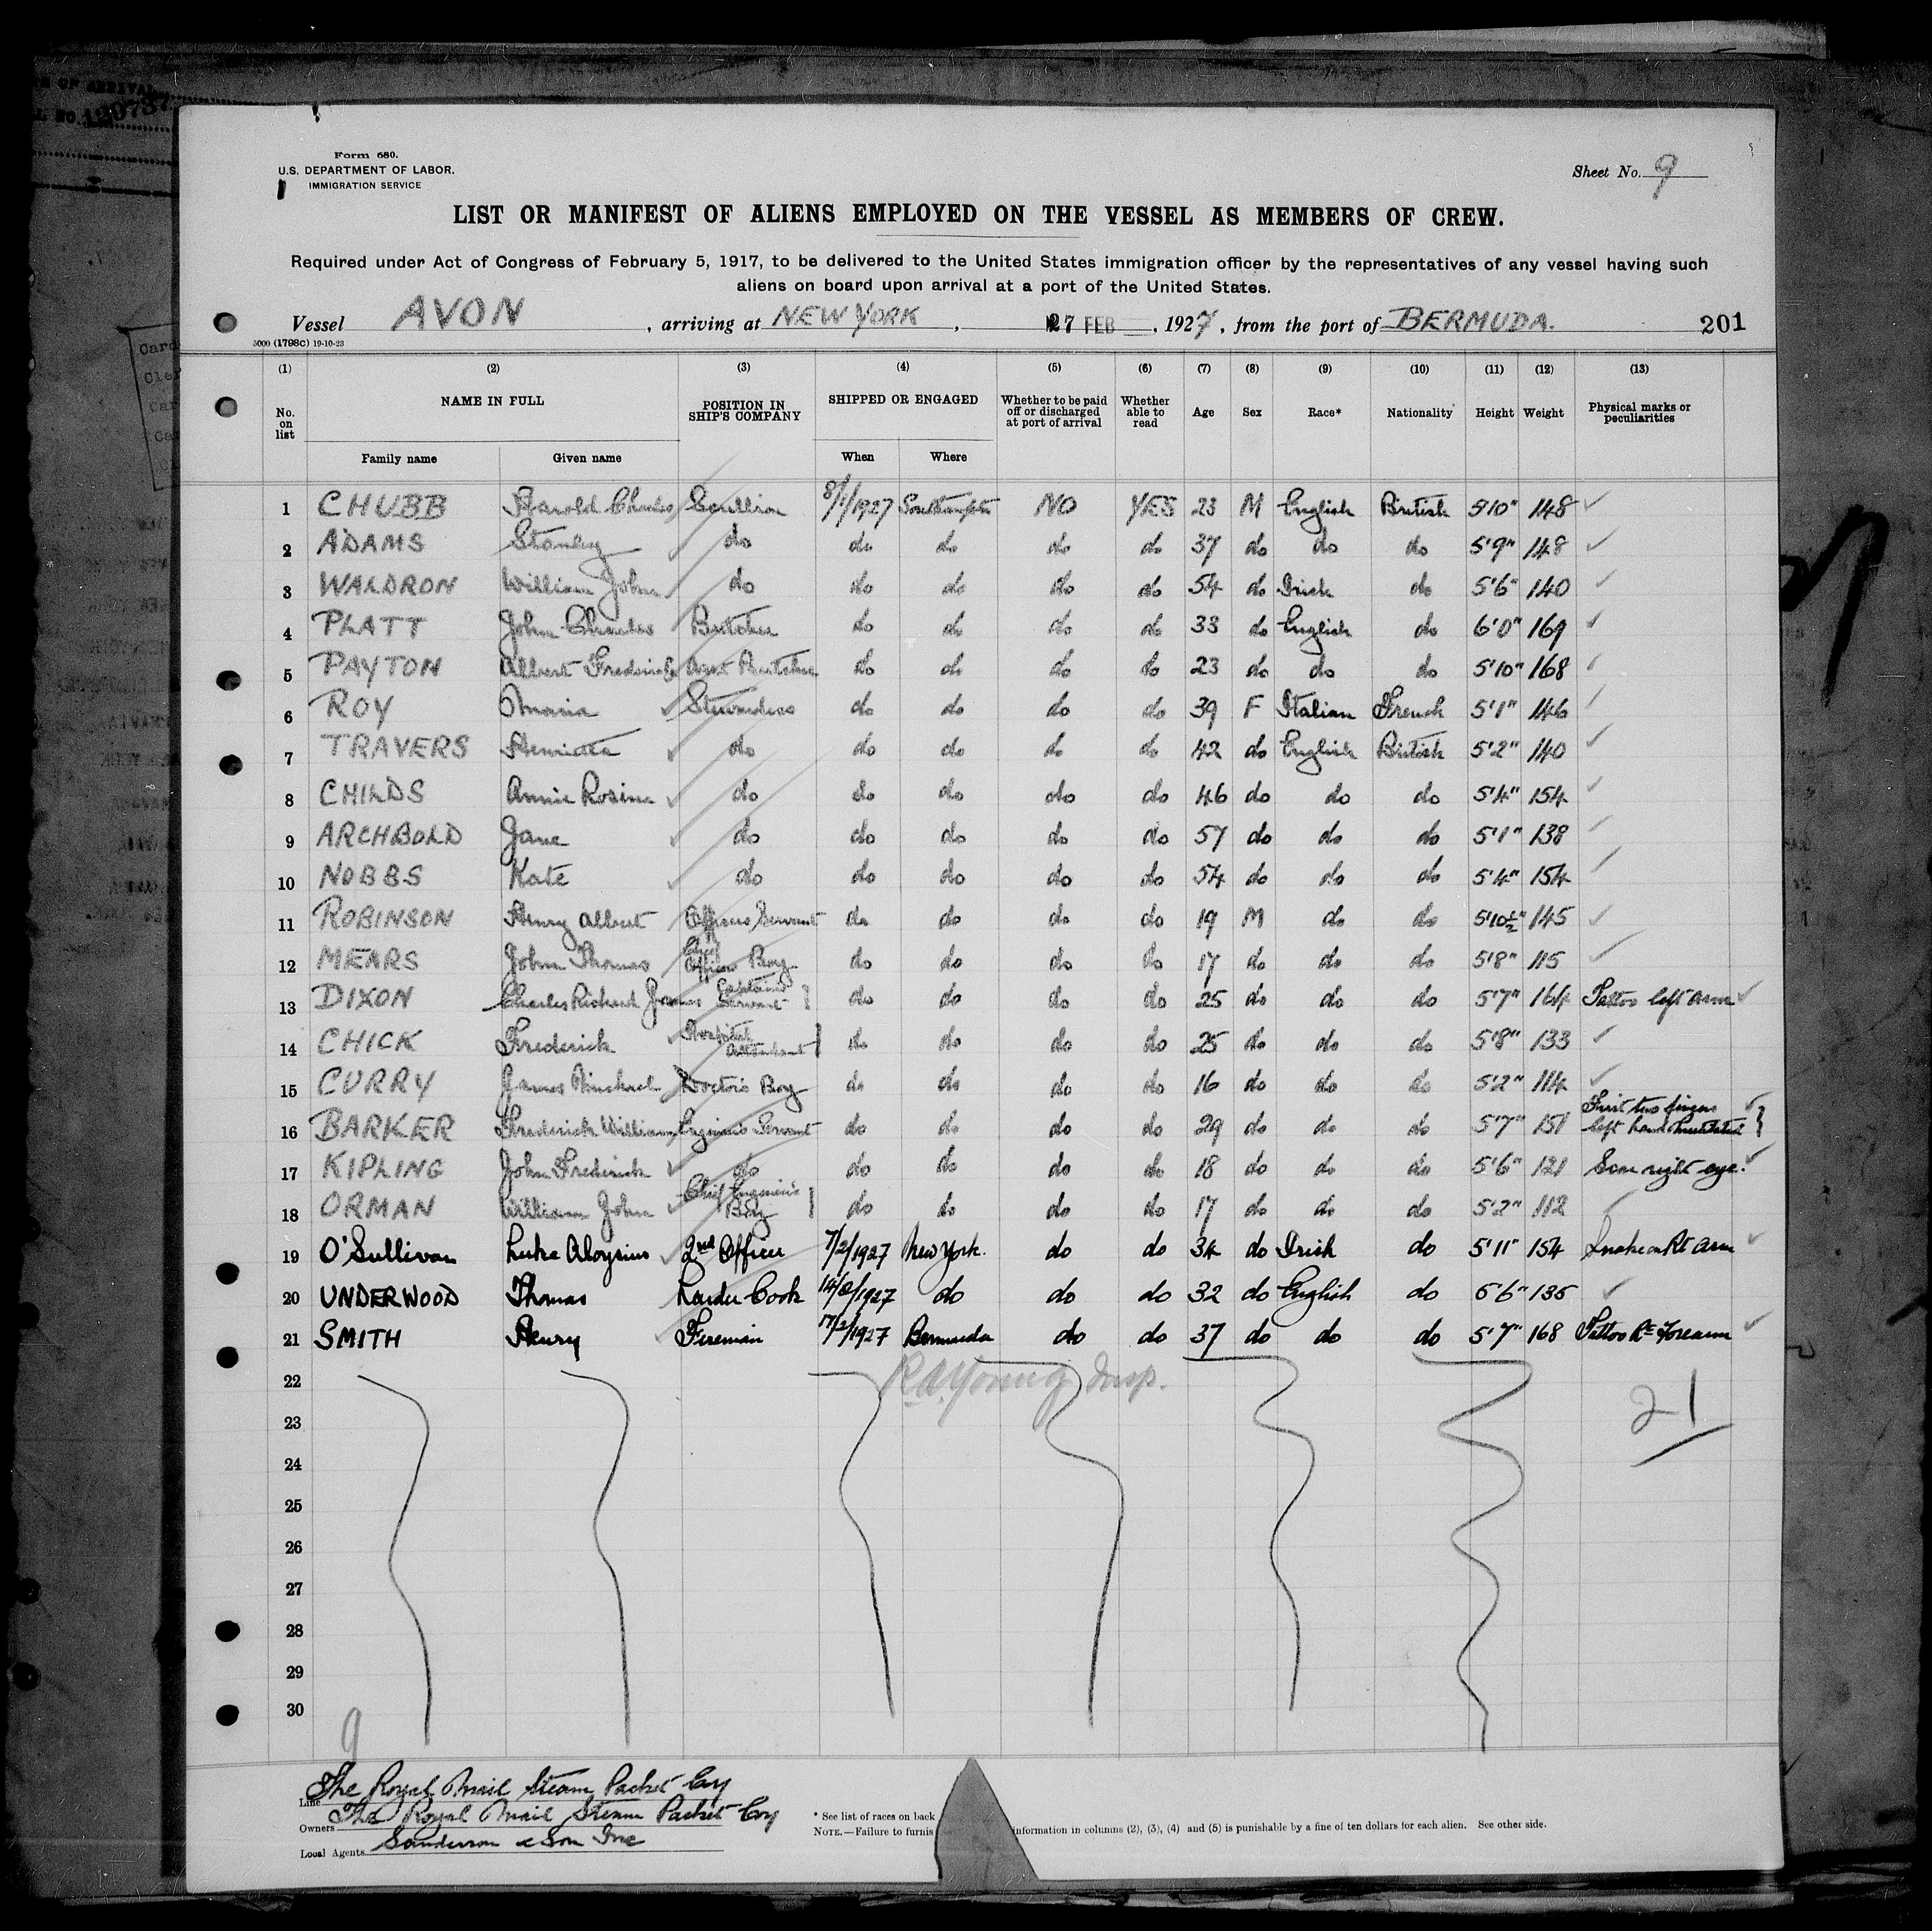 OF ARRIVAL
NO. 129737
Form 680.
U.S. DEPARTMENT OF LABOR.
IMMIGRATION SERVICE
Sheet No. 9
LIST OR MANIFEST OF ALIENS EMPLOYED ON THE VESSEL AS MEMBERS OF CREW.
Required under Act of Congress of February 5, 1917, to be delivered to the United States immigration officer by the representatives of any vessel having such
aliens on board upon arrival at a port of the United States.
Vessel AVON, arriving at NEW YORK, 27 FEB, 1927, from the port of BERMUDA. 201
5000 (1798c) 19-10-23
(1) (2) (3) (4) (5) (6) (7) (8) (9) (10) (11) (12) (13)
No. on list NAME IN FULL POSITION IN SHIP'S COMPANY SHIPPED OR ENGAGED Whether to be paid off or discharged at port of arrival Whether able to read Age Sex Race* Nationality Height Weight Physical marks or peculiarities
Family name Given name When Where
1 CHUBB Harold Charles Scullion 8/1/1927 Southampton NO YES 23 M English British 5'10" 148
2 ADAMS Stanley do do do do do 37 do do do 5'9" 148
3 WALDRON William John do do do do do 54 do Irish do 5'6" 140
4 PLATT John Charles Butcher do do do do 33 do English do 6'0" 169
5 PAYTON Albert Frederick Asst Butcher do do do do 23 do do do 5'10" 168
6 ROY Maria Stewardess do do do do 39 F Italian French 5'1" 146
7 TRAVERS Henrietta do do do do do 42 do English British 5'2" 140
8 CHILDS Annie Rosina do do do do do 46 do do do 5'4" 154
9 ARCHBOLD Jane do do do do do 57 do do do 5'1" 138
10 NOBBS Kate do do do do do 54 do do do 5'4" 154
11 ROBINSON Henry Albert Officers Servant do do do do 19 M do do 5'10½" 145
12 MEARS John Thomas Chief Officers Boy do do do do 17 do do do 5'8" 115
13 DIXON Charles Richard James Captains Servant do do do do 25 do do do 5'7" 164 Tattoo left arm
14 CHICK Frederick Hospital Attendant do do do do 25 do do do 5'8" 133
15 CURRY James Michael Doctors Boy do do do do 16 do do do 5'2" 114
16 BARKER Frederick William Engineers Servant do do do do 29 do do do 5'7" 151 First two fingers left hand
17 KIPLING John Frederick do do do do do 18 do do do 5'6" 121 Scar right eye.
18 ORMAN William John Chief Engineer's Boy do do do do 17 do do do 5'2" 112
19 O'Sullivan Luke Aloysius 2nd Officer 7/2/1927 New York. do do 34 do Irish do 5'11" 154 Snake on Rt arm
20 UNDERWOOD Thomas Larder Cook 14/2/1927 do do do 32 do English do 5'6" 135
21 SMITH Henry Fireman 17/2/1927 Bermuda do do 37 do do do 5'7" 168 Tattoo Rt Forearm
22 R.A. Young Insp.
23 21
24
25
26
27
28
29
30
9
Line The Royal Mail Steam Packet Coy
Owners The Royal Mail Steam Packet Coy
Local Agents Sanderson & Son Inc
* See list of races on back
NOTE.—Failure to furnis information in columns (2), (3), (4) and (5) is punishable by a fine of ten dollars for each alien. See other side.